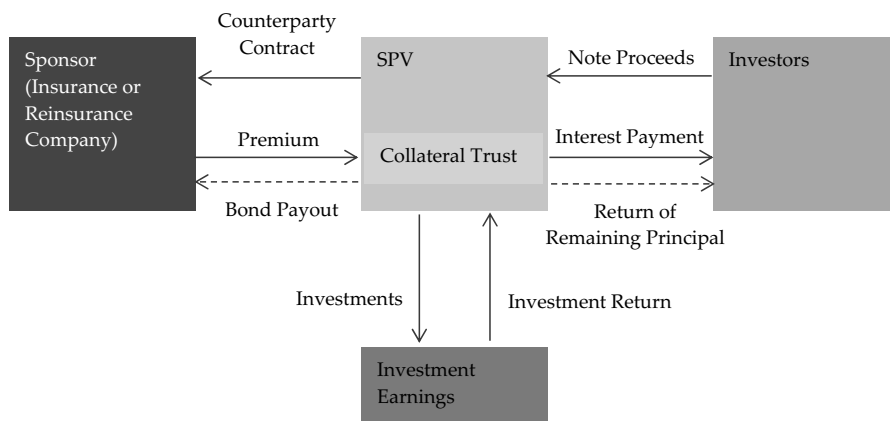 Counterparty
Contract
Sponsor
(Insurance or
Reinsurance
Company)
SPV
Note Proceeds
Investors
Premium
Collateral Trust
Interest Payment
Bond Payout
Return of
Remaining Principal
Investments
Investment Return
Investment
Earnings